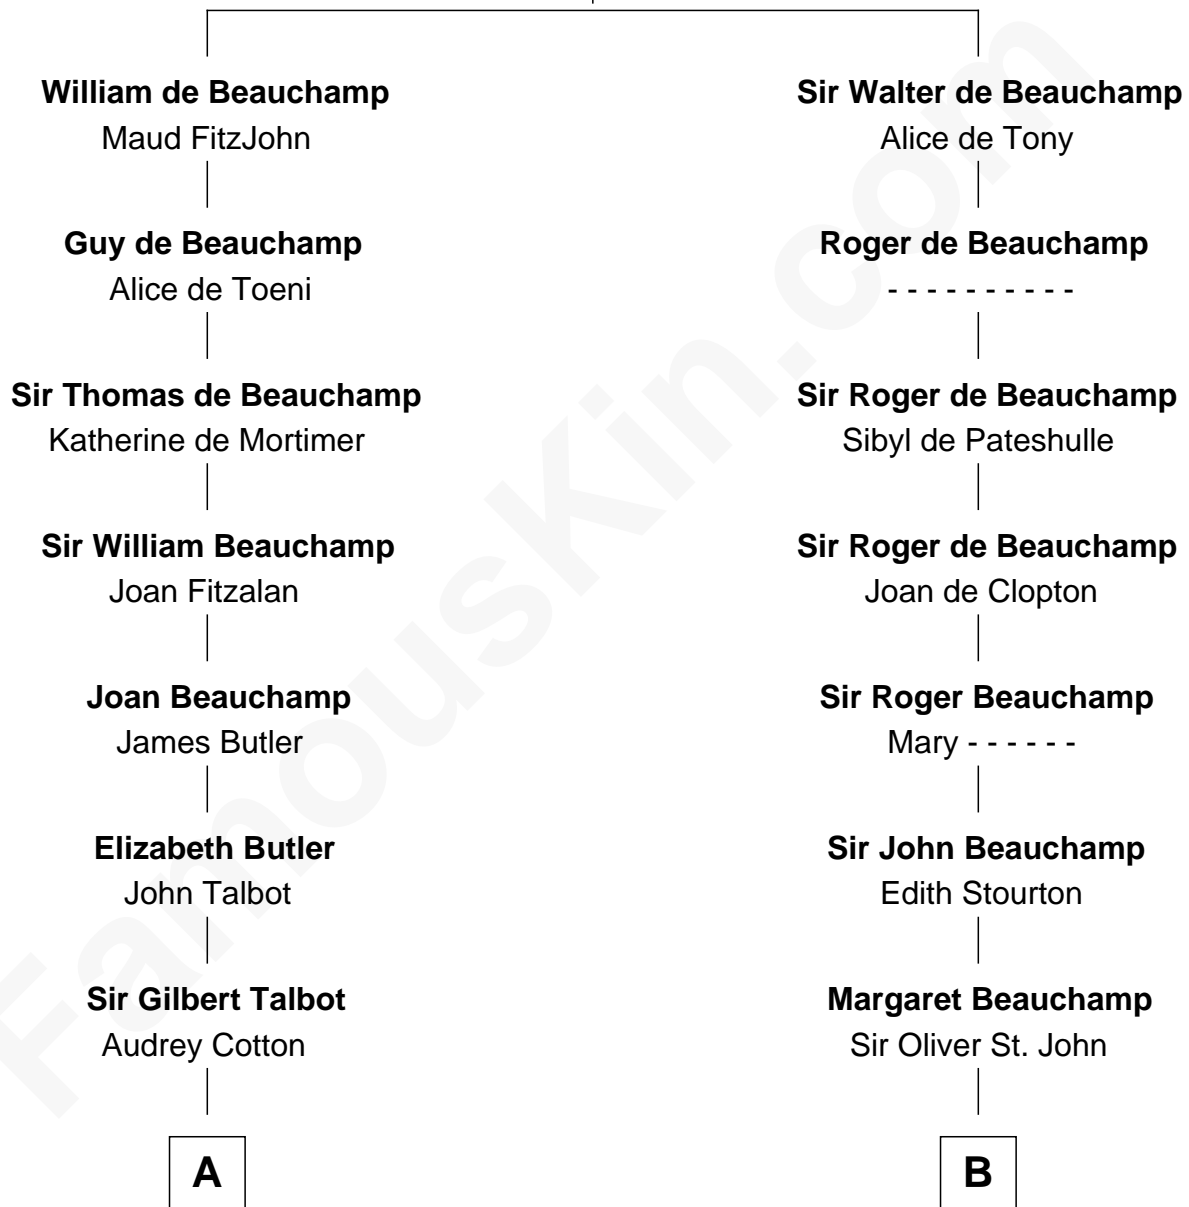 William de Beauchamp
Maud FitzJohn
Guy de Beauchamp
Alice de Toeni
Sir Thomas de Beauchamp
Katherine de Mortimer
Sir William Beauchamp
Joan Fitzalan
Joan Beauchamp
James Butler
Elizabeth Butler
John Talbot
Sir Gilbert Talbot
Audrey Cotton
A
Sir Walter de Beauchamp
Alice de Tony
Roger de Beauchamp
- - - - - - - - - -
Sir Roger de Beauchamp
Sibyl de Pateshulle
Sir Roger de Beauchamp
Joan de Clopton
Sir Roger Beauchamp
Mary - - - - - -
Sir John Beauchamp
Edith Stourton
Margaret Beauchamp
Sir Oliver St. John
B
FamousKin.com